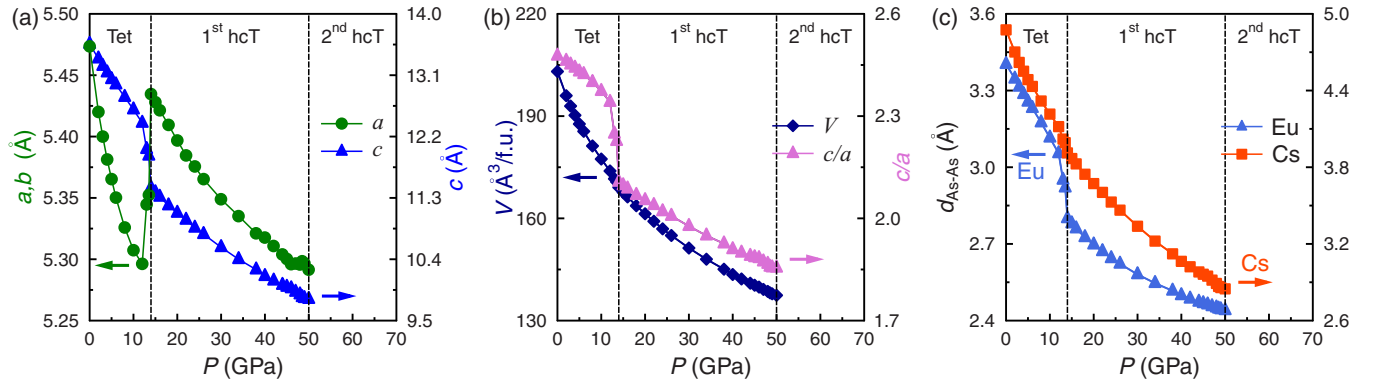 (a)
Tet
1st hcT
2nd hcT
a
c
a,b (Å)
5.50
5.45
5.40
5.35
5.30
5.25
c (Å)
14.0
13.1
12.2
11.3
10.4
9.5
0 10 20 30 40 50 60
P (GPa)
(b)
Tet
1st hcT
2nd hcT
V
c/a
V (Å3/f.u.)
220
190
160
130
c/a
2.6
2.3
2.0
1.7
0 10 20 30 40 50 60
P (GPa)
(c)
Tet
1st hcT
2nd hcT
Eu
Cs
Eu
Cs
dAs-As (Å)
3.6
3.3
3.0
2.7
2.4
5.0
4.4
3.8
3.2
2.6
0 10 20 30 40 50 60
P (GPa)